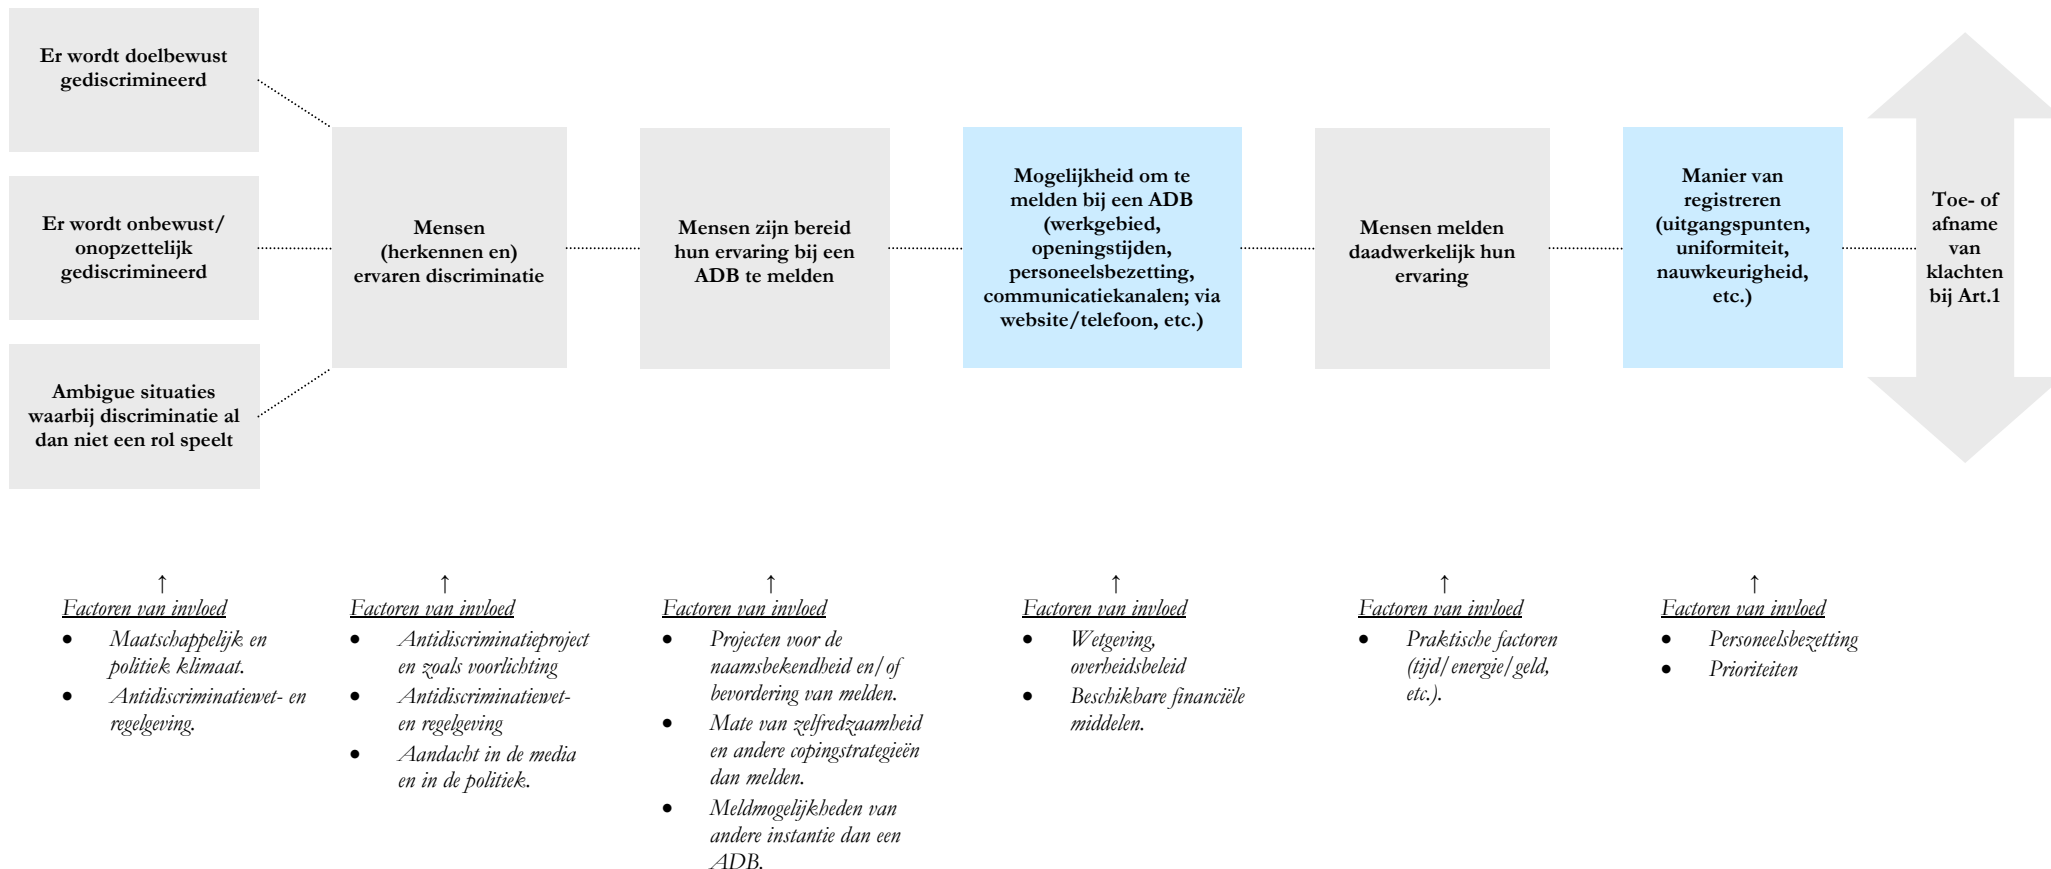 Er wordt doelbewust
gediscrimineerd
Er wordt onbewust/
onopzettelijk
gediscrimineerd
Ambigue situaties
waarbij discriminatie al
dan niet een rol speelt
Mensen
(herkennen en)
ervaren discriminatie
Mensen zijn bereid
hun ervaring bij een
ADB te melden
Mogelijkheid om te
melden bij een ADB
(werkgebied,
openingstijden,
personeelsbezetting,
communicatiekanalen; via
website/telefoon, etc.)
Mensen melden
daadwerkelijk hun
ervaring
Manier van
registreren
(uitgangspunten,
uniformiteit,
nauwkeurigheid,
etc.)
Toe- of
afname
van
klachten
bij Art.1
↑
Factoren van invloed
• Maatschappelijk en
politiek klimaat.
• Antidiscriminatiewet- en
regelgeving.
↑
Factoren van invloed
• Antidiscriminatieproject
en zoals voorlichting
• Antidiscriminatiewet-
en regelgeving
• Aandacht in de media
en in de politiek.
↑
Factoren van invloed
• Projecten voor de
naamsbekendheid en/of
bevordering van melden.
• Mate van zelfredzaamheid
en andere copingstrategieën
dan melden.
• Meldmogelijkheden van
andere instantie dan een
ADB.
↑
Factoren van invloed
• Wetgeving,
overheidsbeleid
• Beschikbare financiële
middelen.
↑
Factoren van invloed
• Praktische factoren
(tijd/energie/geld,
etc.).
↑
Factoren van invloed
• Personeelsbezetting
• Prioriteiten